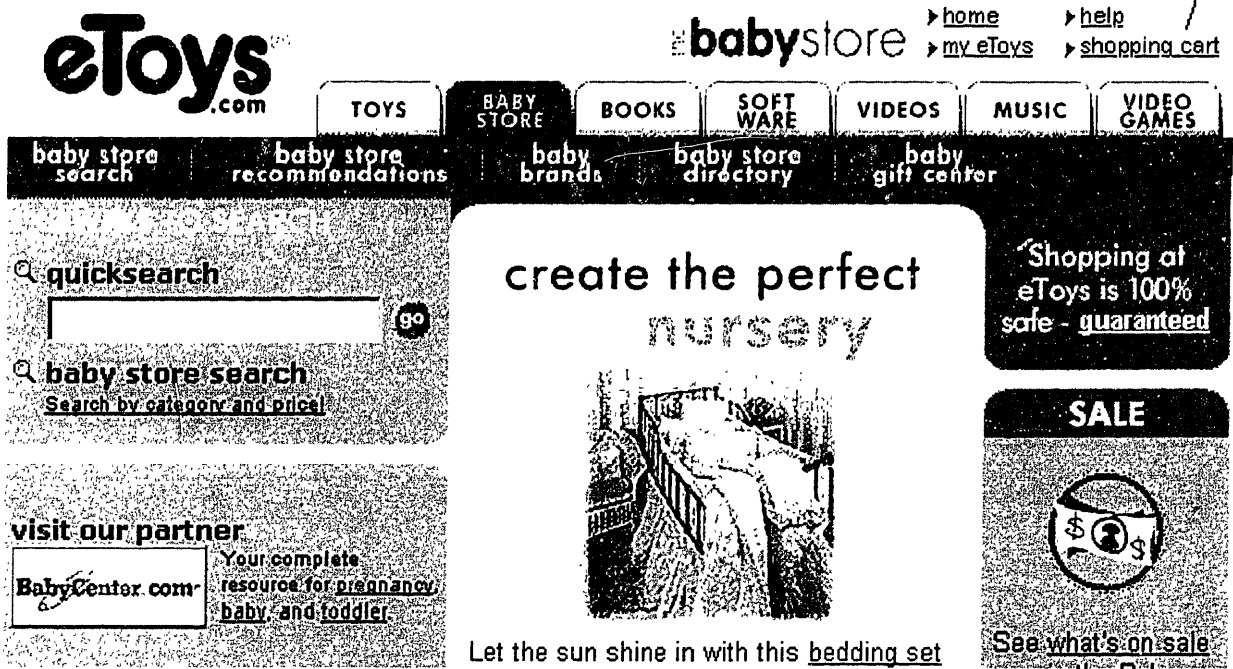 eToys
.com
THE babystore
home
help
my eToys
shopping cart
TOYS
BABY
STORE
BOOKS
SOFT
WARE
VIDEOS
MUSIC
VIDEO
GAMES
baby store
search
baby store
recommendations
baby
brands
baby store
directory
baby
gift center
quicksearch
go
baby store search
Search by category and price!
create the perfect
nursery
Shopping at
eToys is 100%
safe - guaranteed
SALE
$ $
visit our partner
BabyCenter.com
Your complete
resource for pregnancy,
baby, and toddler.
Let the sun shine in with this bedding set
See what's on sale